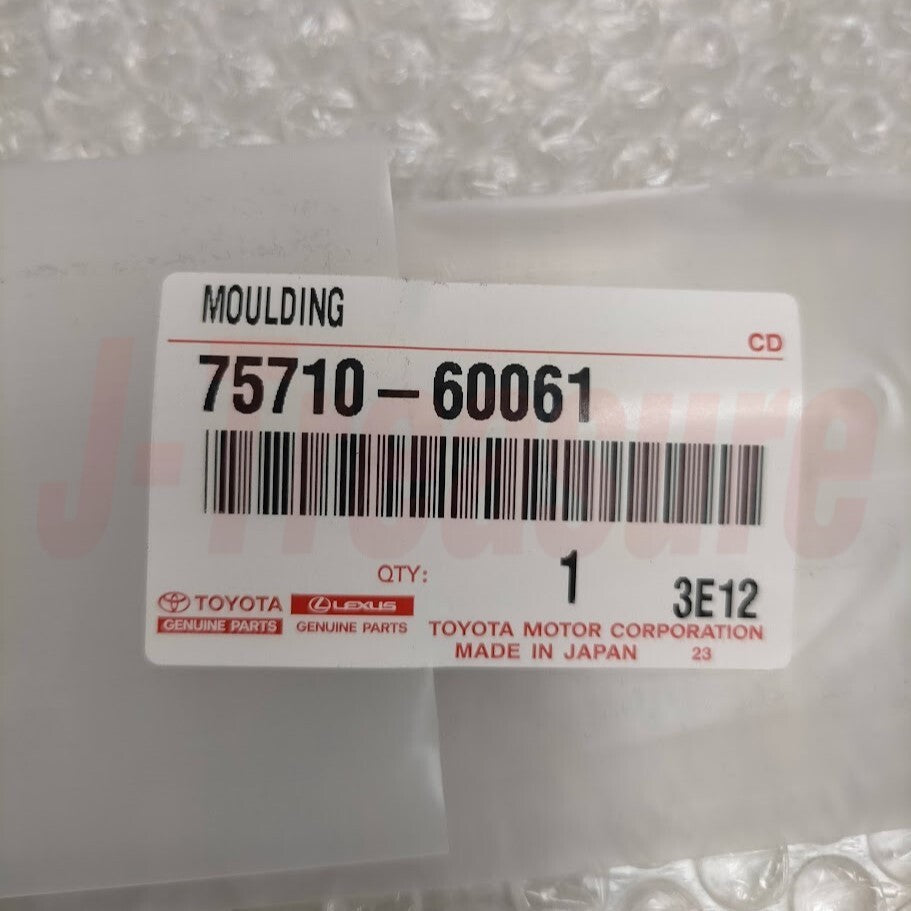 MOULDING
CD
75710-60061
QTY: 1 3E12
TOYOTA LEXUS
GENUINE PARTS GENUINE PARTS
TOYOTA MOTOR CORPORATION
MADE IN JAPAN 23
J-Treasure